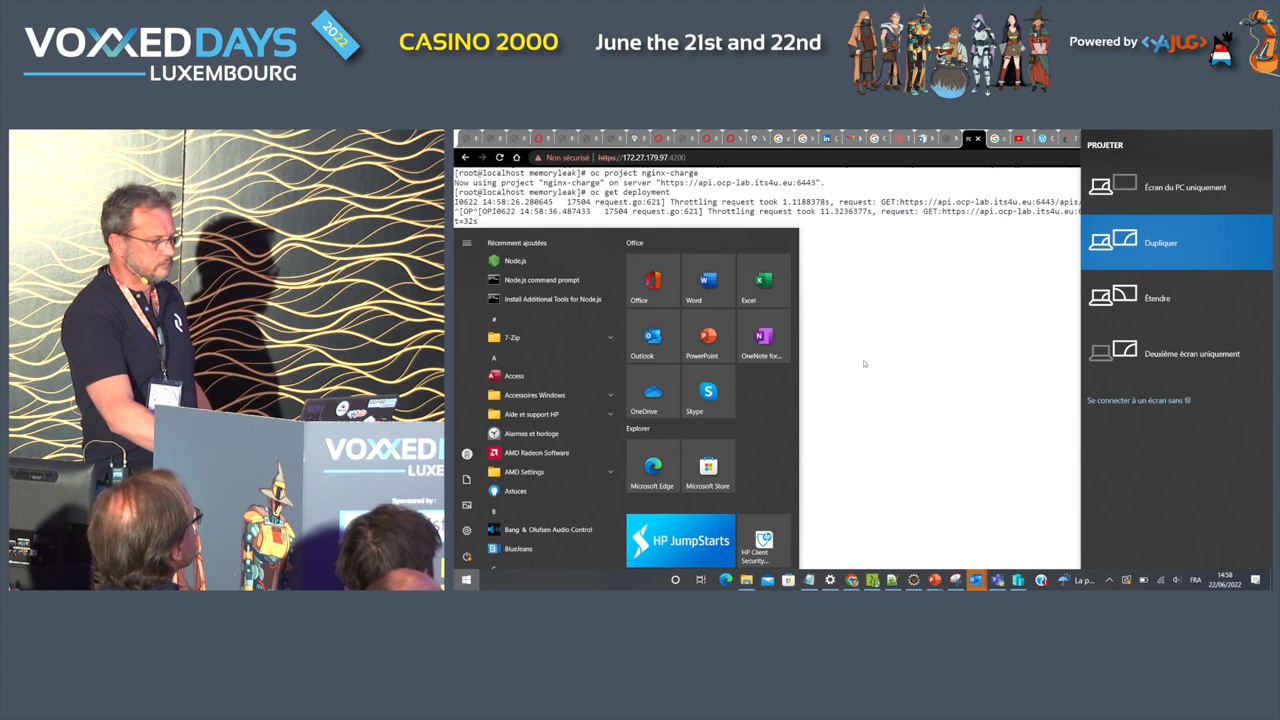 VOXXED DAYS
LUXEMBOURG
2022
CASINO 2000
June the 21st and 22nd
Powered by <YAJUG>
Non sécurisé
https://172.27.179.97:4200
[root@localhost memoryleak]# oc project nginx-charge
Now using project "nginx-charge" on server "https://api.ocp-lab.its4u.eu:6443".
[root@localhost memoryleak]# oc get deployment
I0622 14:58:26.280645 17504 request.go:621] Throttling request took 1.1188378s, request: GET:https://api.ocp-lab.its4u.eu:6443/apis/
^[OP^[OPI0622 14:58:36.487433 17504 request.go:621] Throttling request took 11.3236377s, request: GET:https://api.ocp-lab.its4u.eu:
t=32s
Récemment ajoutées
Node.js
Node.js command prompt
Install Additional Tools for Node.js
#
7-Zip
A
Access
Accessoires Windows
Aide et support HP
Alarmes et horloge
AMD Radeon Software
AMD Settings
Astuces
B
Bang & Olufsen Audio Control
BlueJeans
Office
Office
Word
Excel
Outlook
PowerPoint
OneNote for...
OneDrive
Skype
Explorer
Microsoft Edge
Microsoft Store
HP JumpStarts
HP Client
Security...
PROJETER
Écran du PC uniquement
Dupliquer
Étendre
Deuxième écran uniquement
Se connecter à un écran sans fil
La p...
FRA
14:58
22/06/2022
VOXXED
LUXEM
Sponsored by :